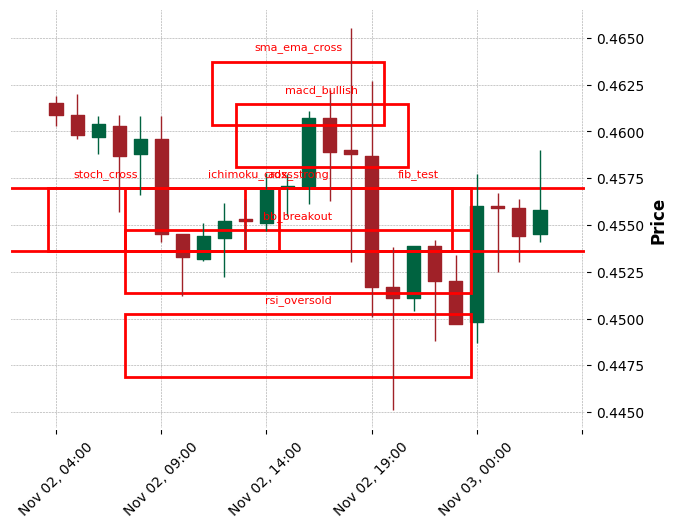 sma_ema_cross
0.4650
0.4625
macd_bullish
0.4600
stoch_cross
fib_test
0.4575
0.4550
Price
0.4525
rsi_oversold
0.4500
0.4475
0.4450
Nov 02, 04:00
Nov 02, 09:00
Nov 02, 14:00
Nov 02, 19:00
Nov 03, 00:00